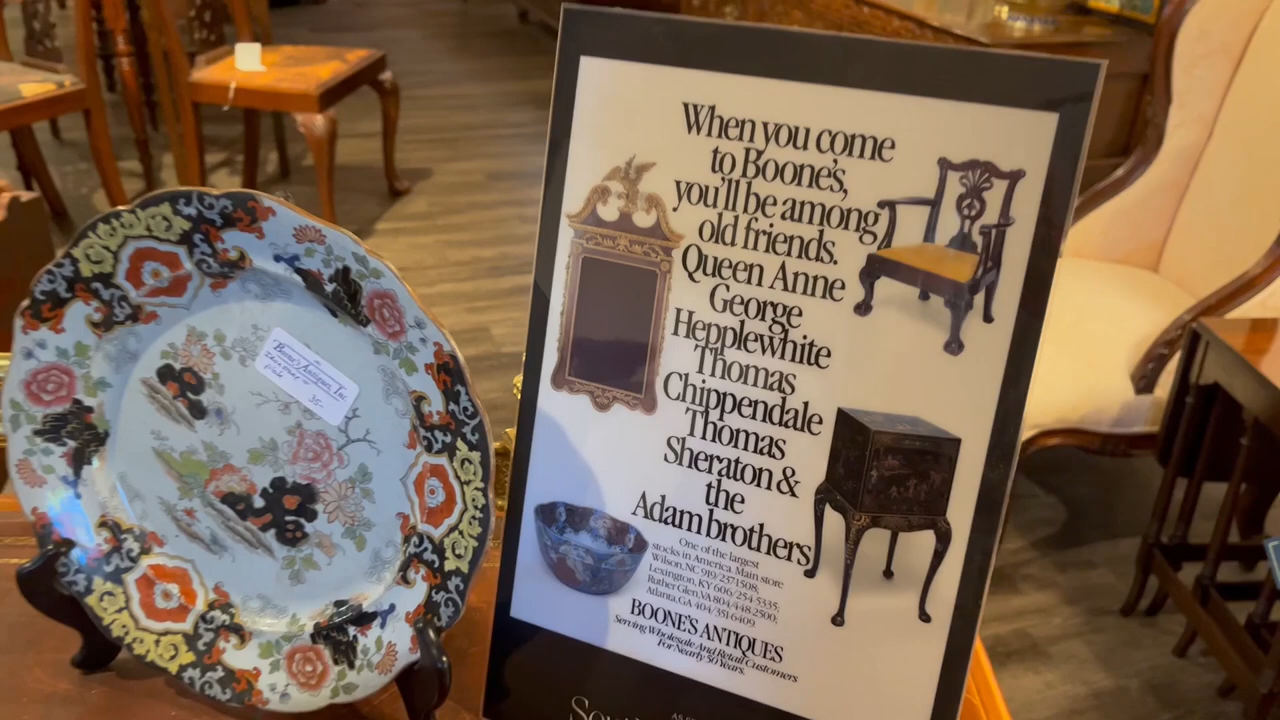 Boone's Antiques, Inc.
35-
When you come
to Boone's,
you'll be among
old friends.
Queen Anne
George
Hepplewhite
Thomas
Chippendale
Thomas
Sheraton &
the
Adam brothers
One of the largest
stocks in America. Main store
Wilson, NC 919/237-1508;
Lexington, KY 606/254-5335;
Ruther Glen, VA 804/448-2500;
Atlanta, GA 404/351-6409.
BOONE'S ANTIQUES
Serving Wholesale And Retail Customers
For Nearly 50 Years.